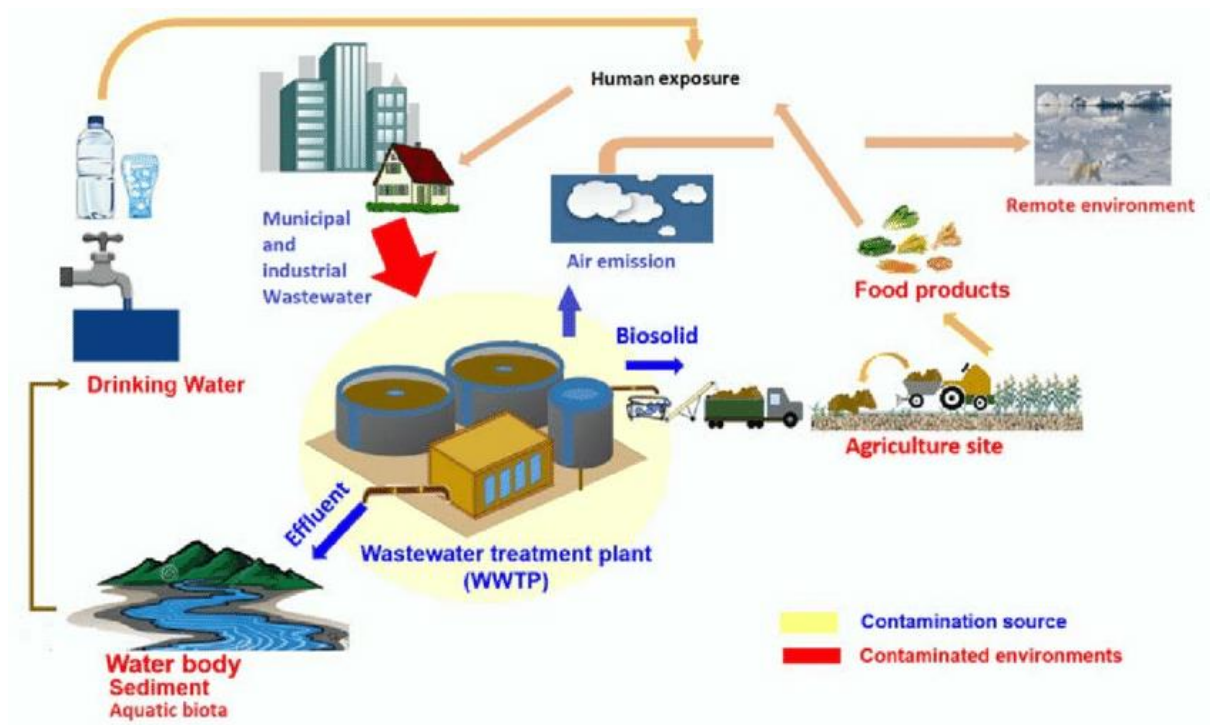 Human exposure
Remote environment
Municipal
and
industrial
Wastewater
Air emission
Food products
Biosolid
Drinking Water
Agriculture site
Effluent
Wastewater treatment plant
(WWTP)
Contamination source
Contaminated environments
Water body
Sediment
Aquatic biota